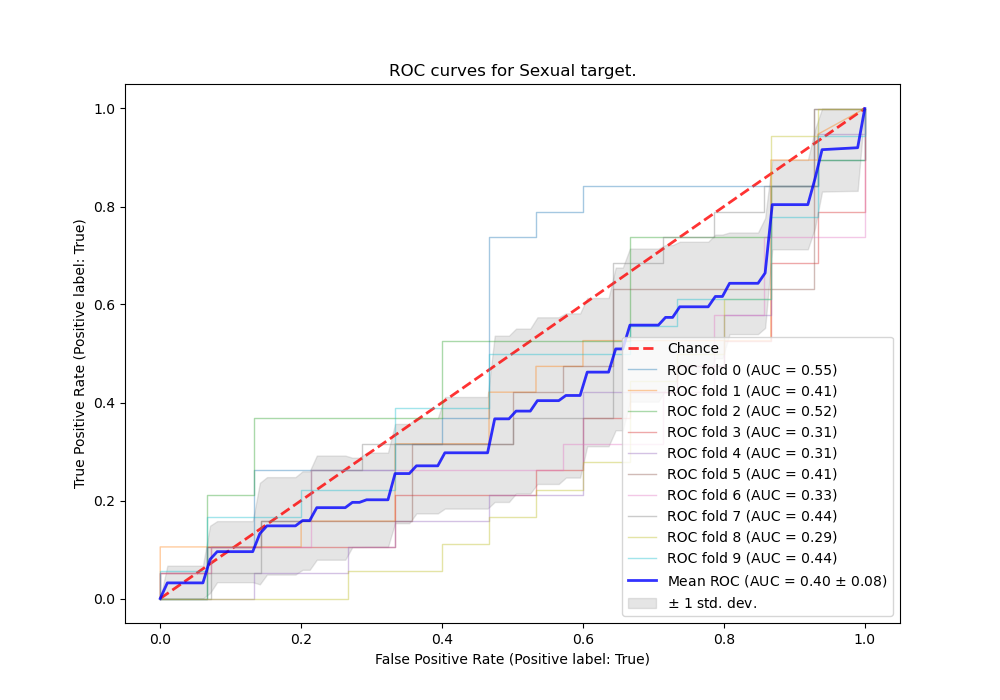 ROC curves for Sexual target.
True Positive Rate (Positive label: True)
1.0
0.8
0.6
0.4
0.2
0.0
0.0 0.2 0.4 0.6 0.8 1.0
False Positive Rate (Positive label: True)
Chance
ROC fold 0 (AUC = 0.55)
ROC fold 1 (AUC = 0.41)
ROC fold 2 (AUC = 0.52)
ROC fold 3 (AUC = 0.31)
ROC fold 4 (AUC = 0.31)
ROC fold 5 (AUC = 0.41)
ROC fold 6 (AUC = 0.33)
ROC fold 7 (AUC = 0.44)
ROC fold 8 (AUC = 0.29)
ROC fold 9 (AUC = 0.44)
Mean ROC (AUC = 0.40 ± 0.08)
± 1 std. dev.